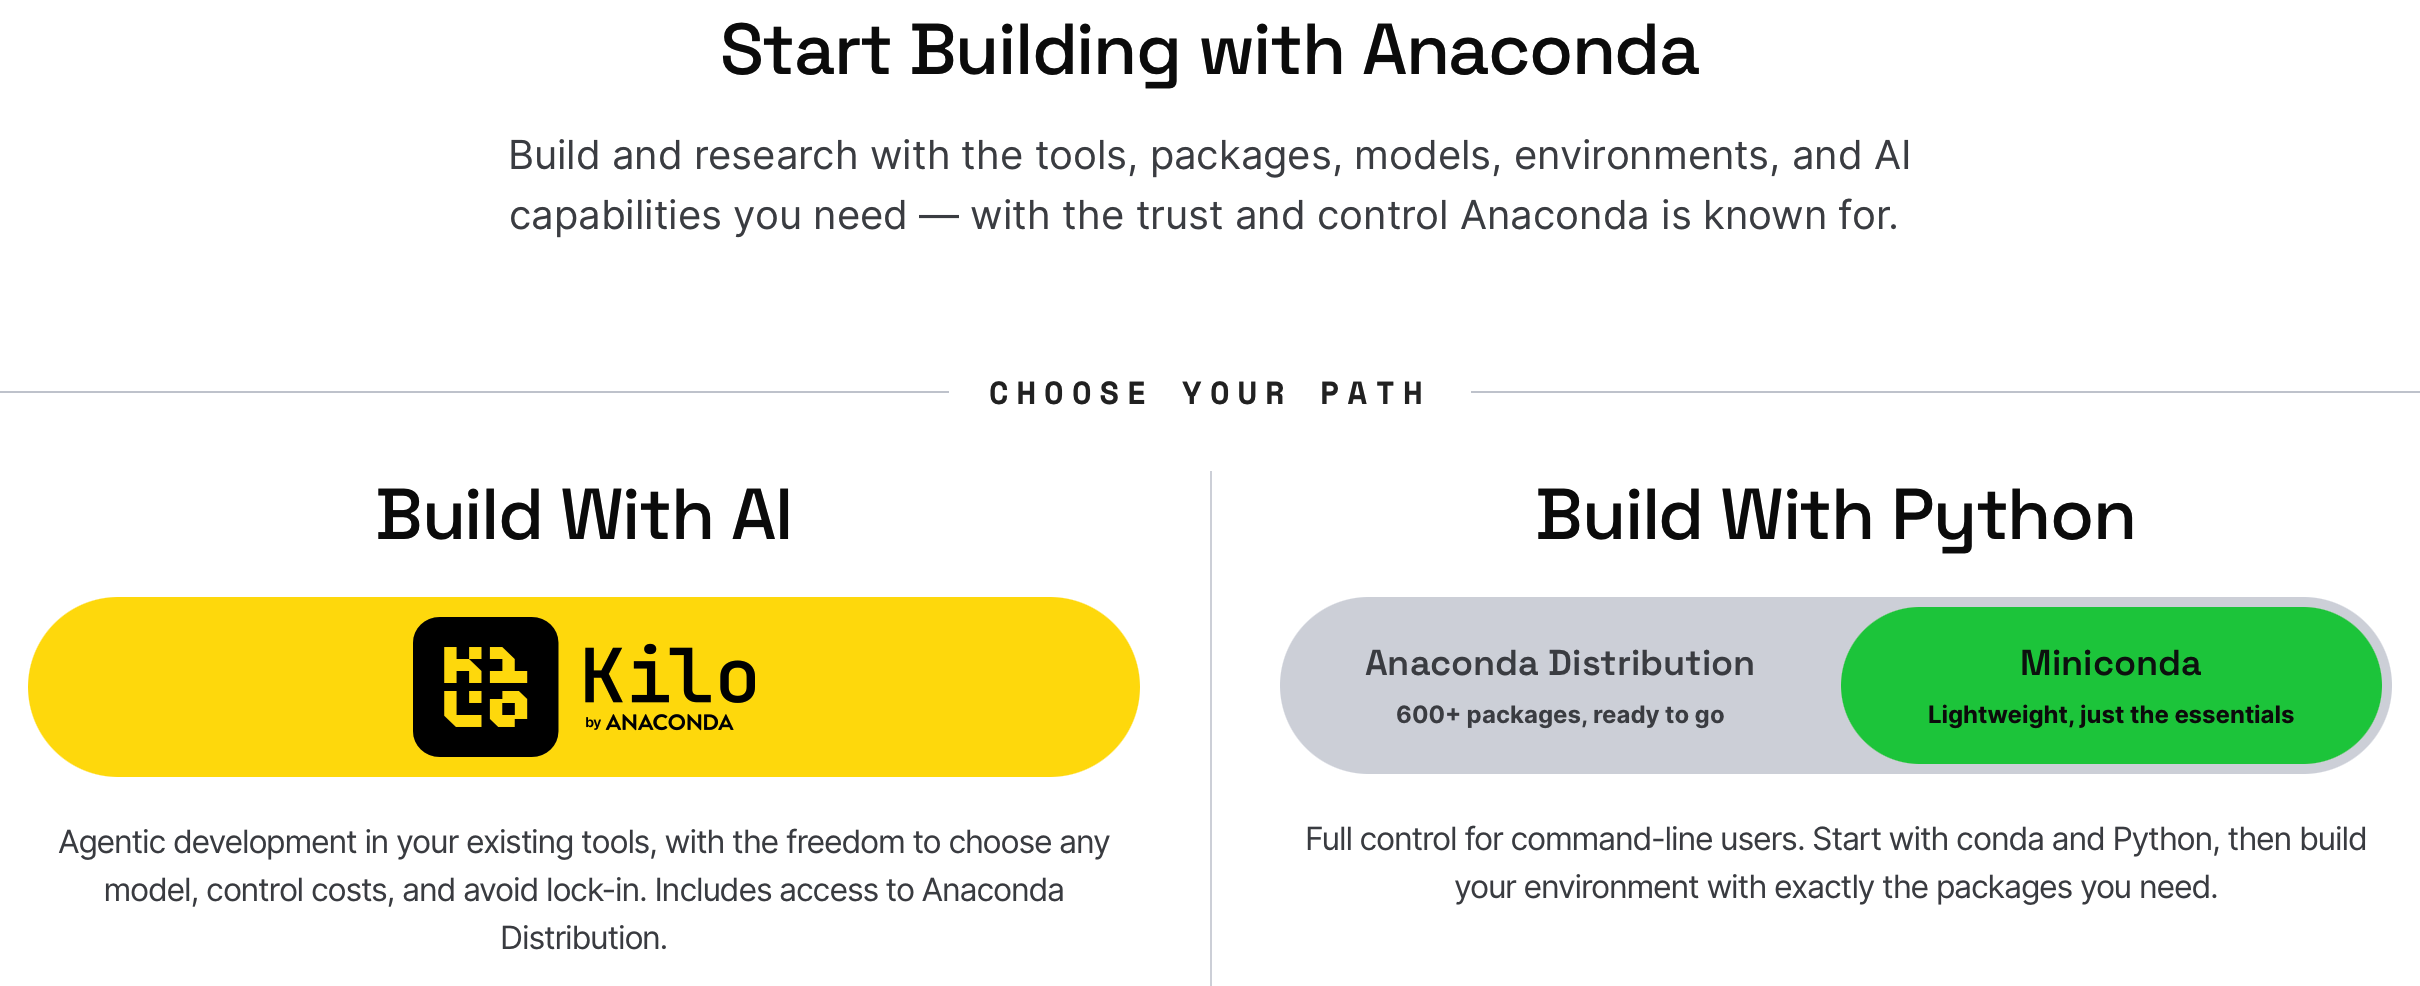 Start Building with Anaconda
Build and research with the tools, packages, models, environments, and AI
capabilities you need — with the trust and control Anaconda is known for.
CHOOSE YOUR PATH
Build With AI
Kilo
Kilo
by ANACONDA
Agentic development in your existing tools, with the freedom to choose any
model, control costs, and avoid lock-in. Includes access to Anaconda
Distribution.
Build With Python
Anaconda Distribution
600+ packages, ready to go
Miniconda
Lightweight, just the essentials
Full control for command-line users. Start with conda and Python, then build
your environment with exactly the packages you need.